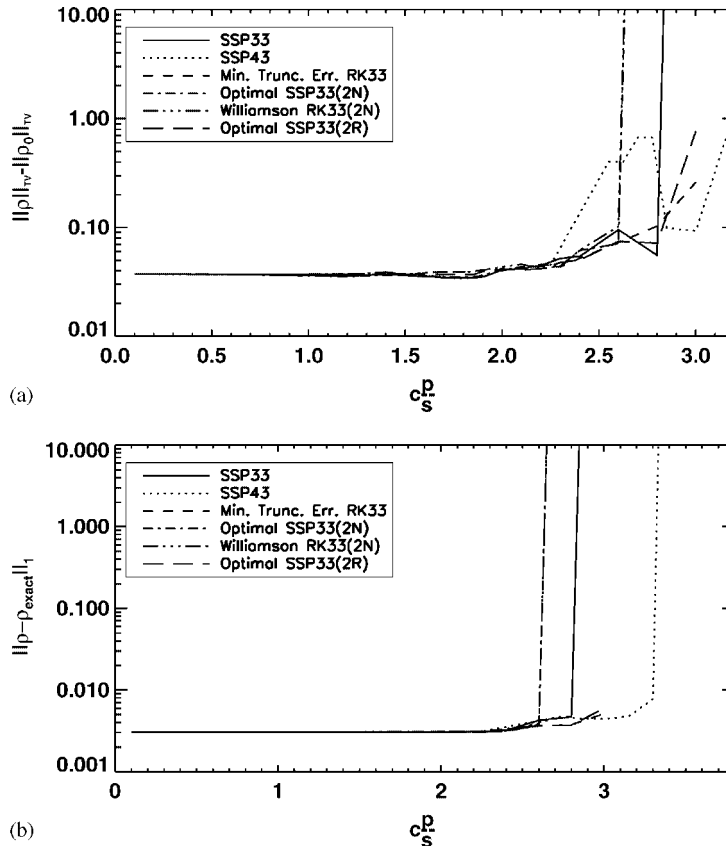 10.00
1.00
0.10
0.01
||ρ||TV-||ρ0||TV
SSP33
SSP43
Min. Trunc. Err. RK33
Optimal SSP33(2N)
Williamson RK33(2N)
Optimal SSP33(2R)
0.0 0.5 1.0 1.5 2.0 2.5 3.0
c p/s
(a)
10.000
1.000
0.100
0.010
0.001
||ρ-ρexact||1
SSP33
SSP43
Min. Trunc. Err. RK33
Optimal SSP33(2N)
Williamson RK33(2N)
Optimal SSP33(2R)
0 1 2 3
c p/s
(b)